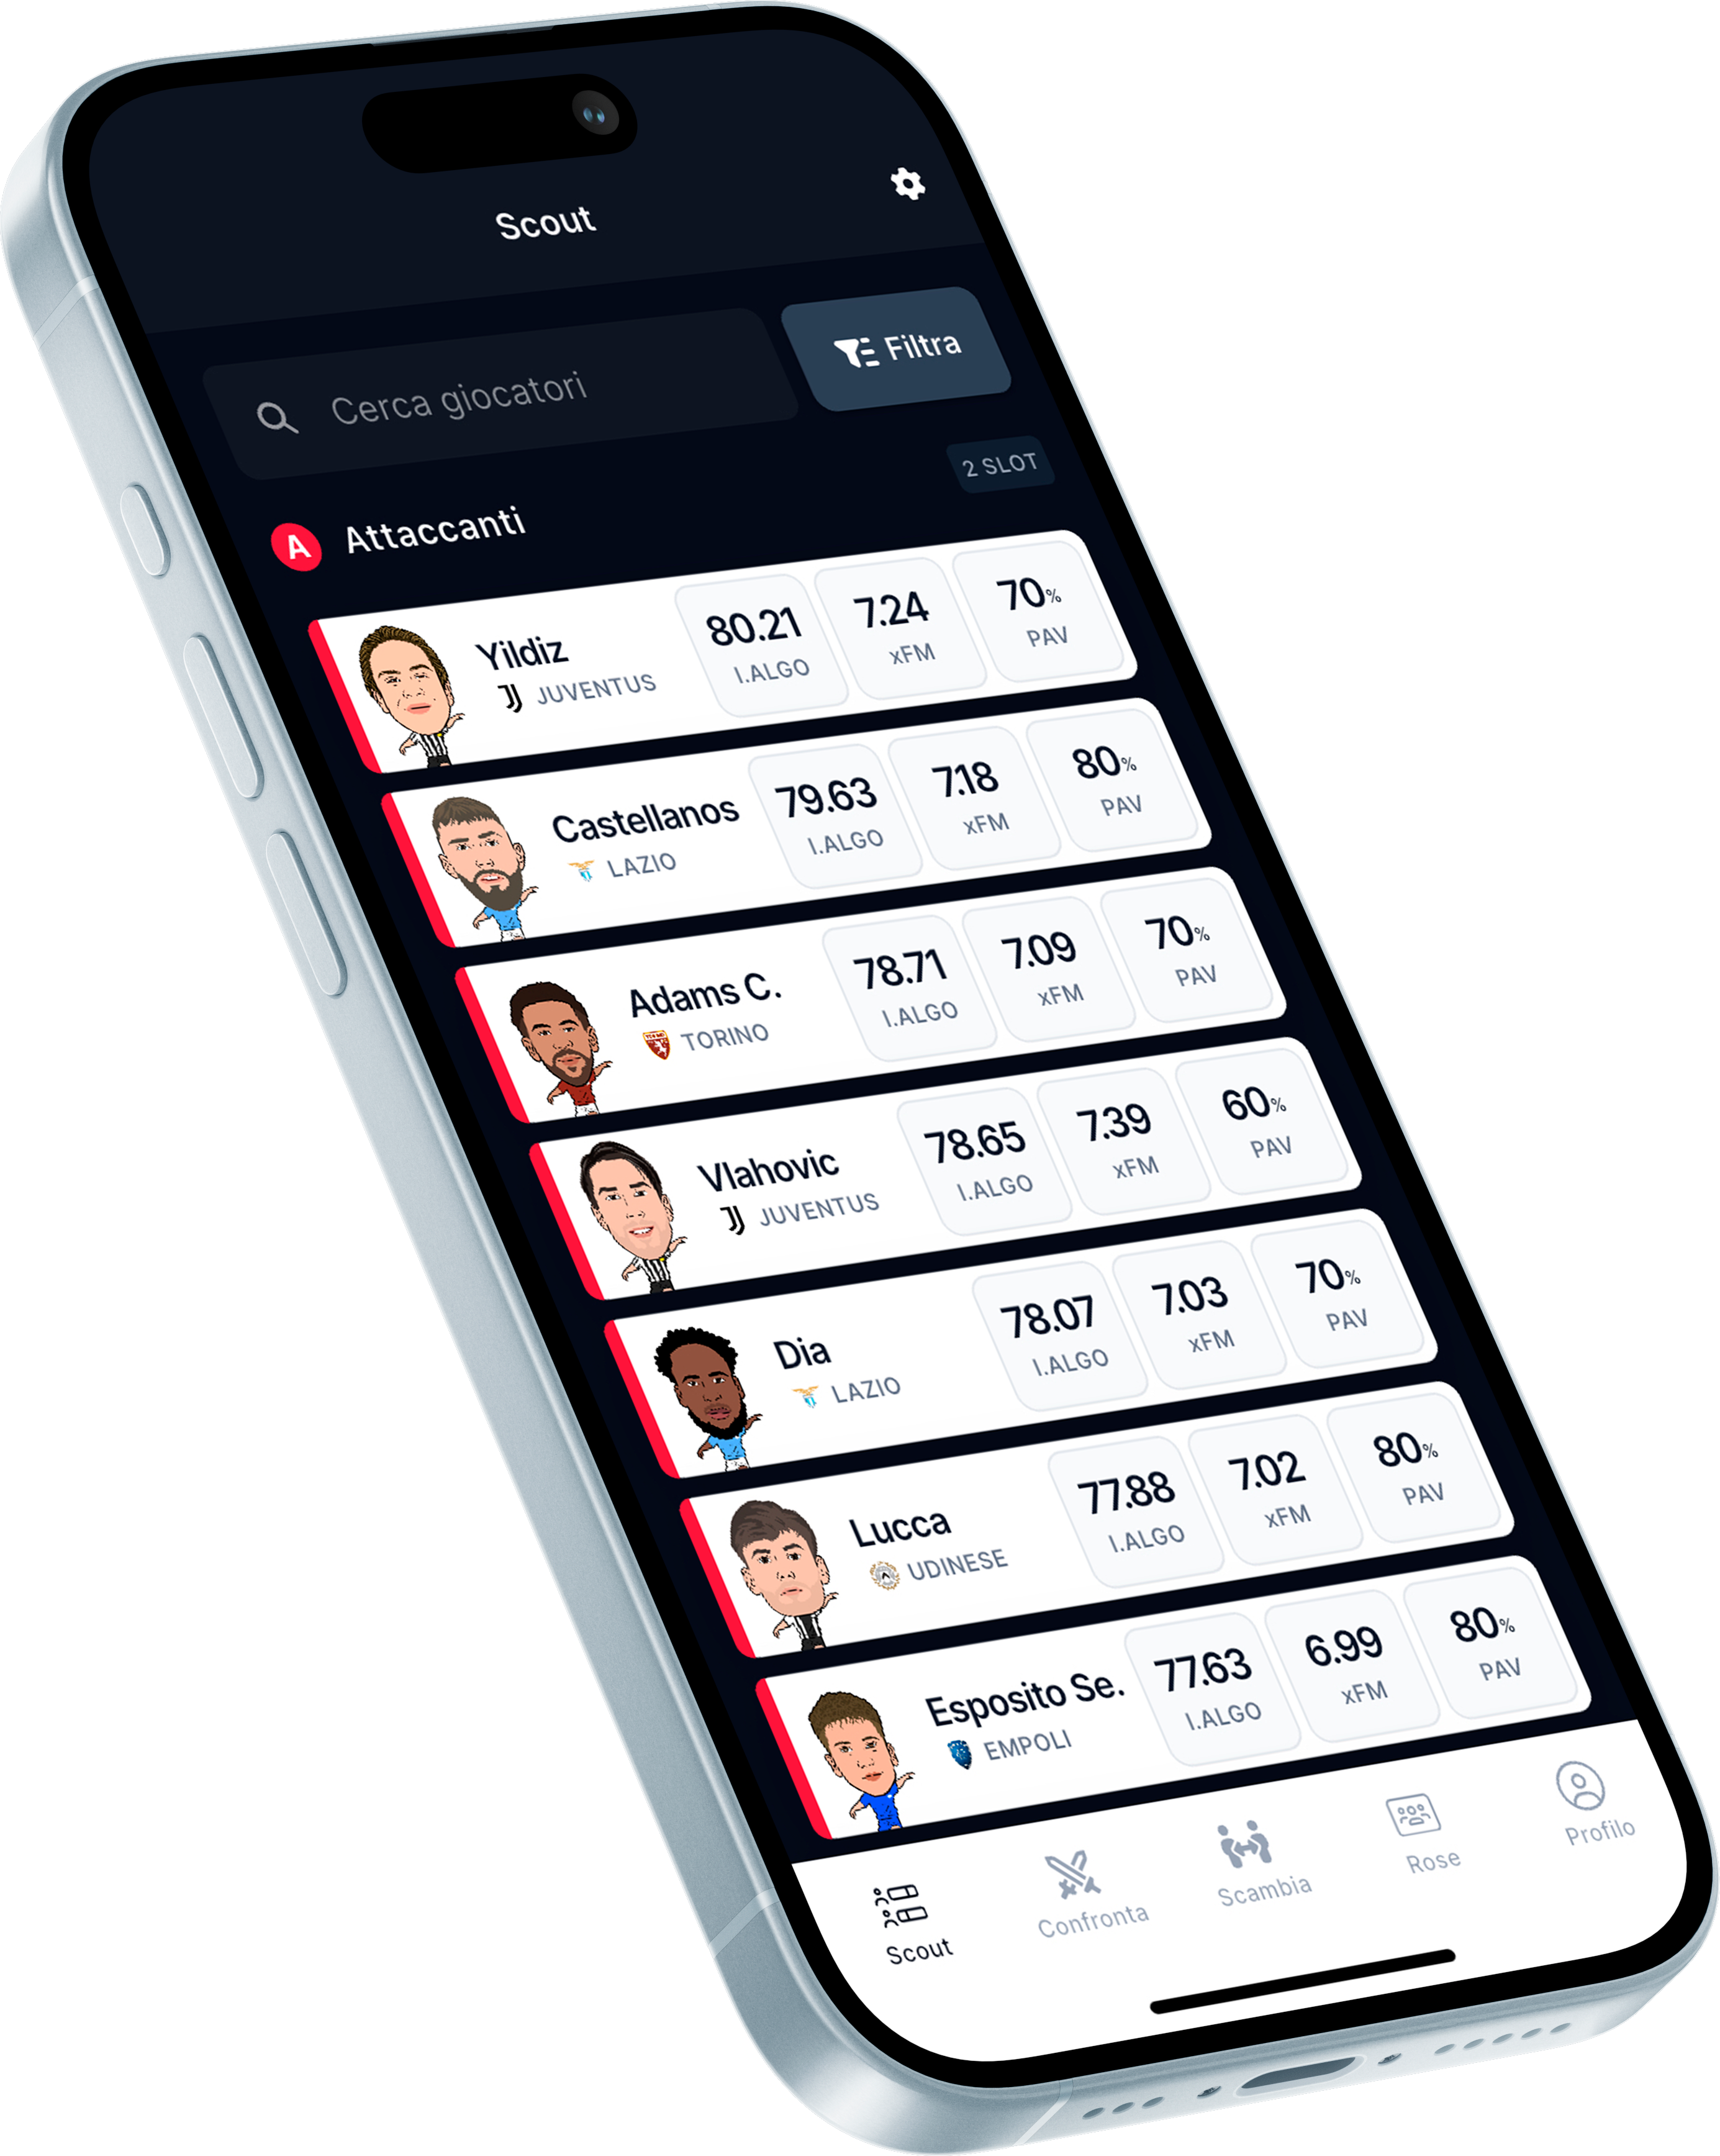 Scout
Cerca giocatori
Filtra
2 SLOT
A Attaccanti
Yildiz
JUVENTUS
80.21 7.24 70%
I.ALGO xFM PAV
Castellanos
LAZIO
79.63 7.18 80%
I.ALGO xFM PAV
Adams C.
TORINO
78.71 7.09 70%
I.ALGO xFM PAV
Vlahovic
JUVENTUS
78.65 7.39 60%
I.ALGO xFM PAV
Dia
LAZIO
78.07 7.03 70%
I.ALGO xFM PAV
Lucca
UDINESE
77.88 7.02 80%
I.ALGO xFM PAV
Esposito Se.
EMPOLI
77.63 6.99 80%
I.ALGO xFM PAV
Scout Confronta Scambia Rose Profilo